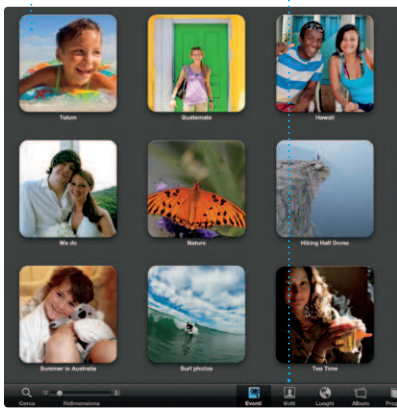 Tulum Guatemala Hawaii
We do Nature Hiking Half Dome
Summer in Australia Surf photos Tea Time
Cerca Ridimensiona Eventi Volti Luoghi Album